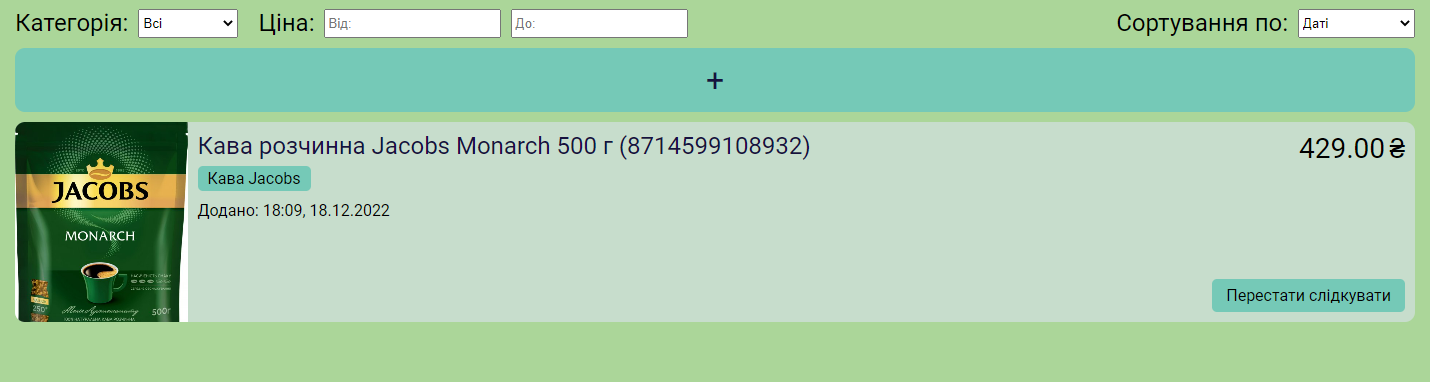 Категорія: Всі Ціна: Від: До: Сортування по: Даті
+
Кава розчинна Jacobs Monarch 500 г (8714599108932) 429.00 ₴
Кава Jacobs
Додано: 18:09, 18.12.2022
JACOBS
MONARCH
250
500г
Перестати слідкувати